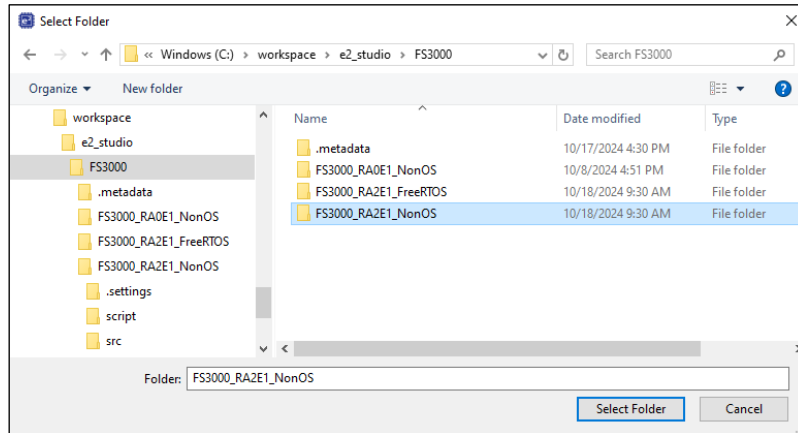 Select Folder
« Windows (C:) › workspace › e2_studio › FS3000
Search FS3000
Organize
New folder
workspace
e2_studio
FS3000
.metadata
FS3000_RA0E1_NonOS
FS3000_RA2E1_FreeRTOS
FS3000_RA2E1_NonOS
.settings
script
src
Name Date modified Type
.metadata 10/17/2024 4:30 PM File folder
FS3000_RA0E1_NonOS 10/8/2024 4:51 PM File folder
FS3000_RA2E1_FreeRTOS 10/18/2024 9:30 AM File folder
FS3000_RA2E1_NonOS 10/18/2024 9:30 AM File folder
Folder: FS3000_RA2E1_NonOS
Select Folder Cancel